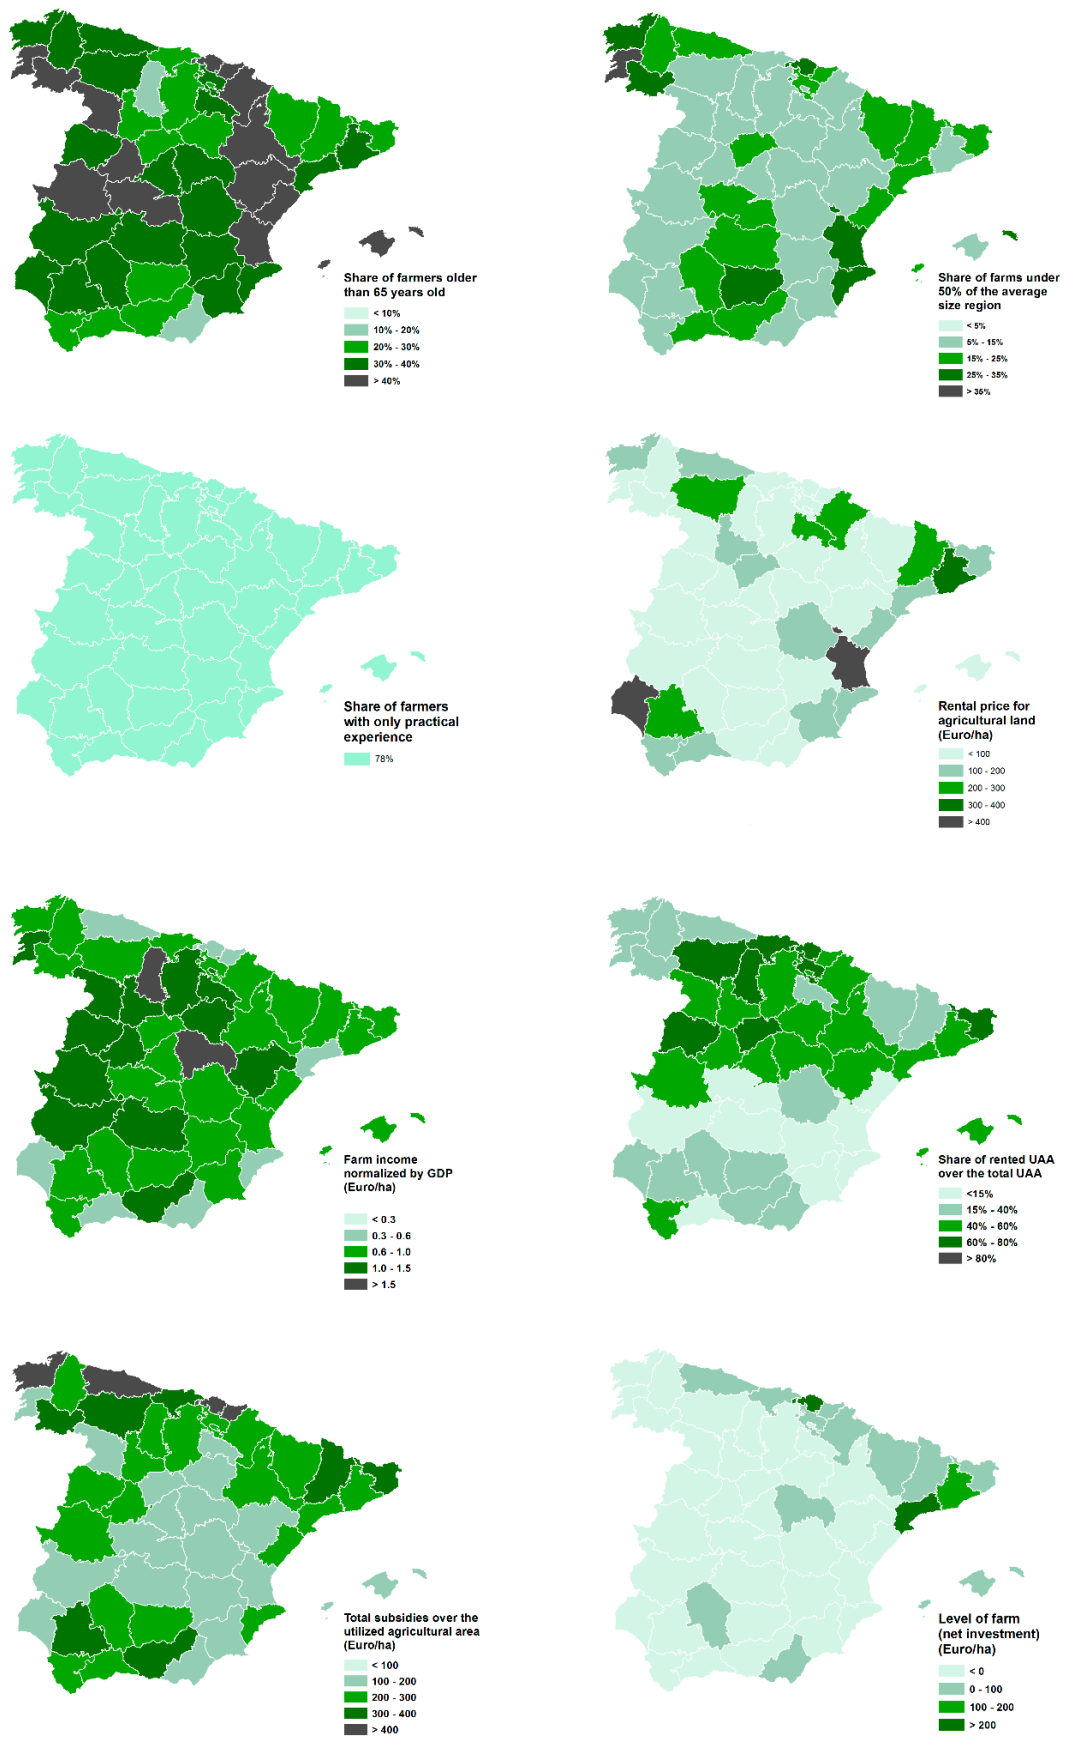 Share of farmers older
than 65 years old
< 10%
10% - 20%
20% - 30%
30% - 40%
> 40%
Share of farms under
50% of the average
size region
< 5%
5% - 15%
15% - 25%
25% - 35%
> 35%
Share of farmers
with only practical
experience
78%
Rental price for
agricultural land
(Euro/ha)
< 100
100 - 200
200 - 300
300 - 400
> 400
Farm income
normalized by GDP
(Euro/ha)
< 0.3
0.3 - 0.6
0.6 - 1.0
1.0 - 1.5
> 1.5
Share of rented UAA
over the total UAA
<15%
15% - 40%
40% - 60%
60% - 80%
> 80%
Total subsidies over the
utilized agricultural area
(Euro/ha)
< 100
100 - 200
200 - 300
300 - 400
> 400
Level of farm
(net investment)
(Euro/ha)
< 0
0 - 100
100 - 200
> 200